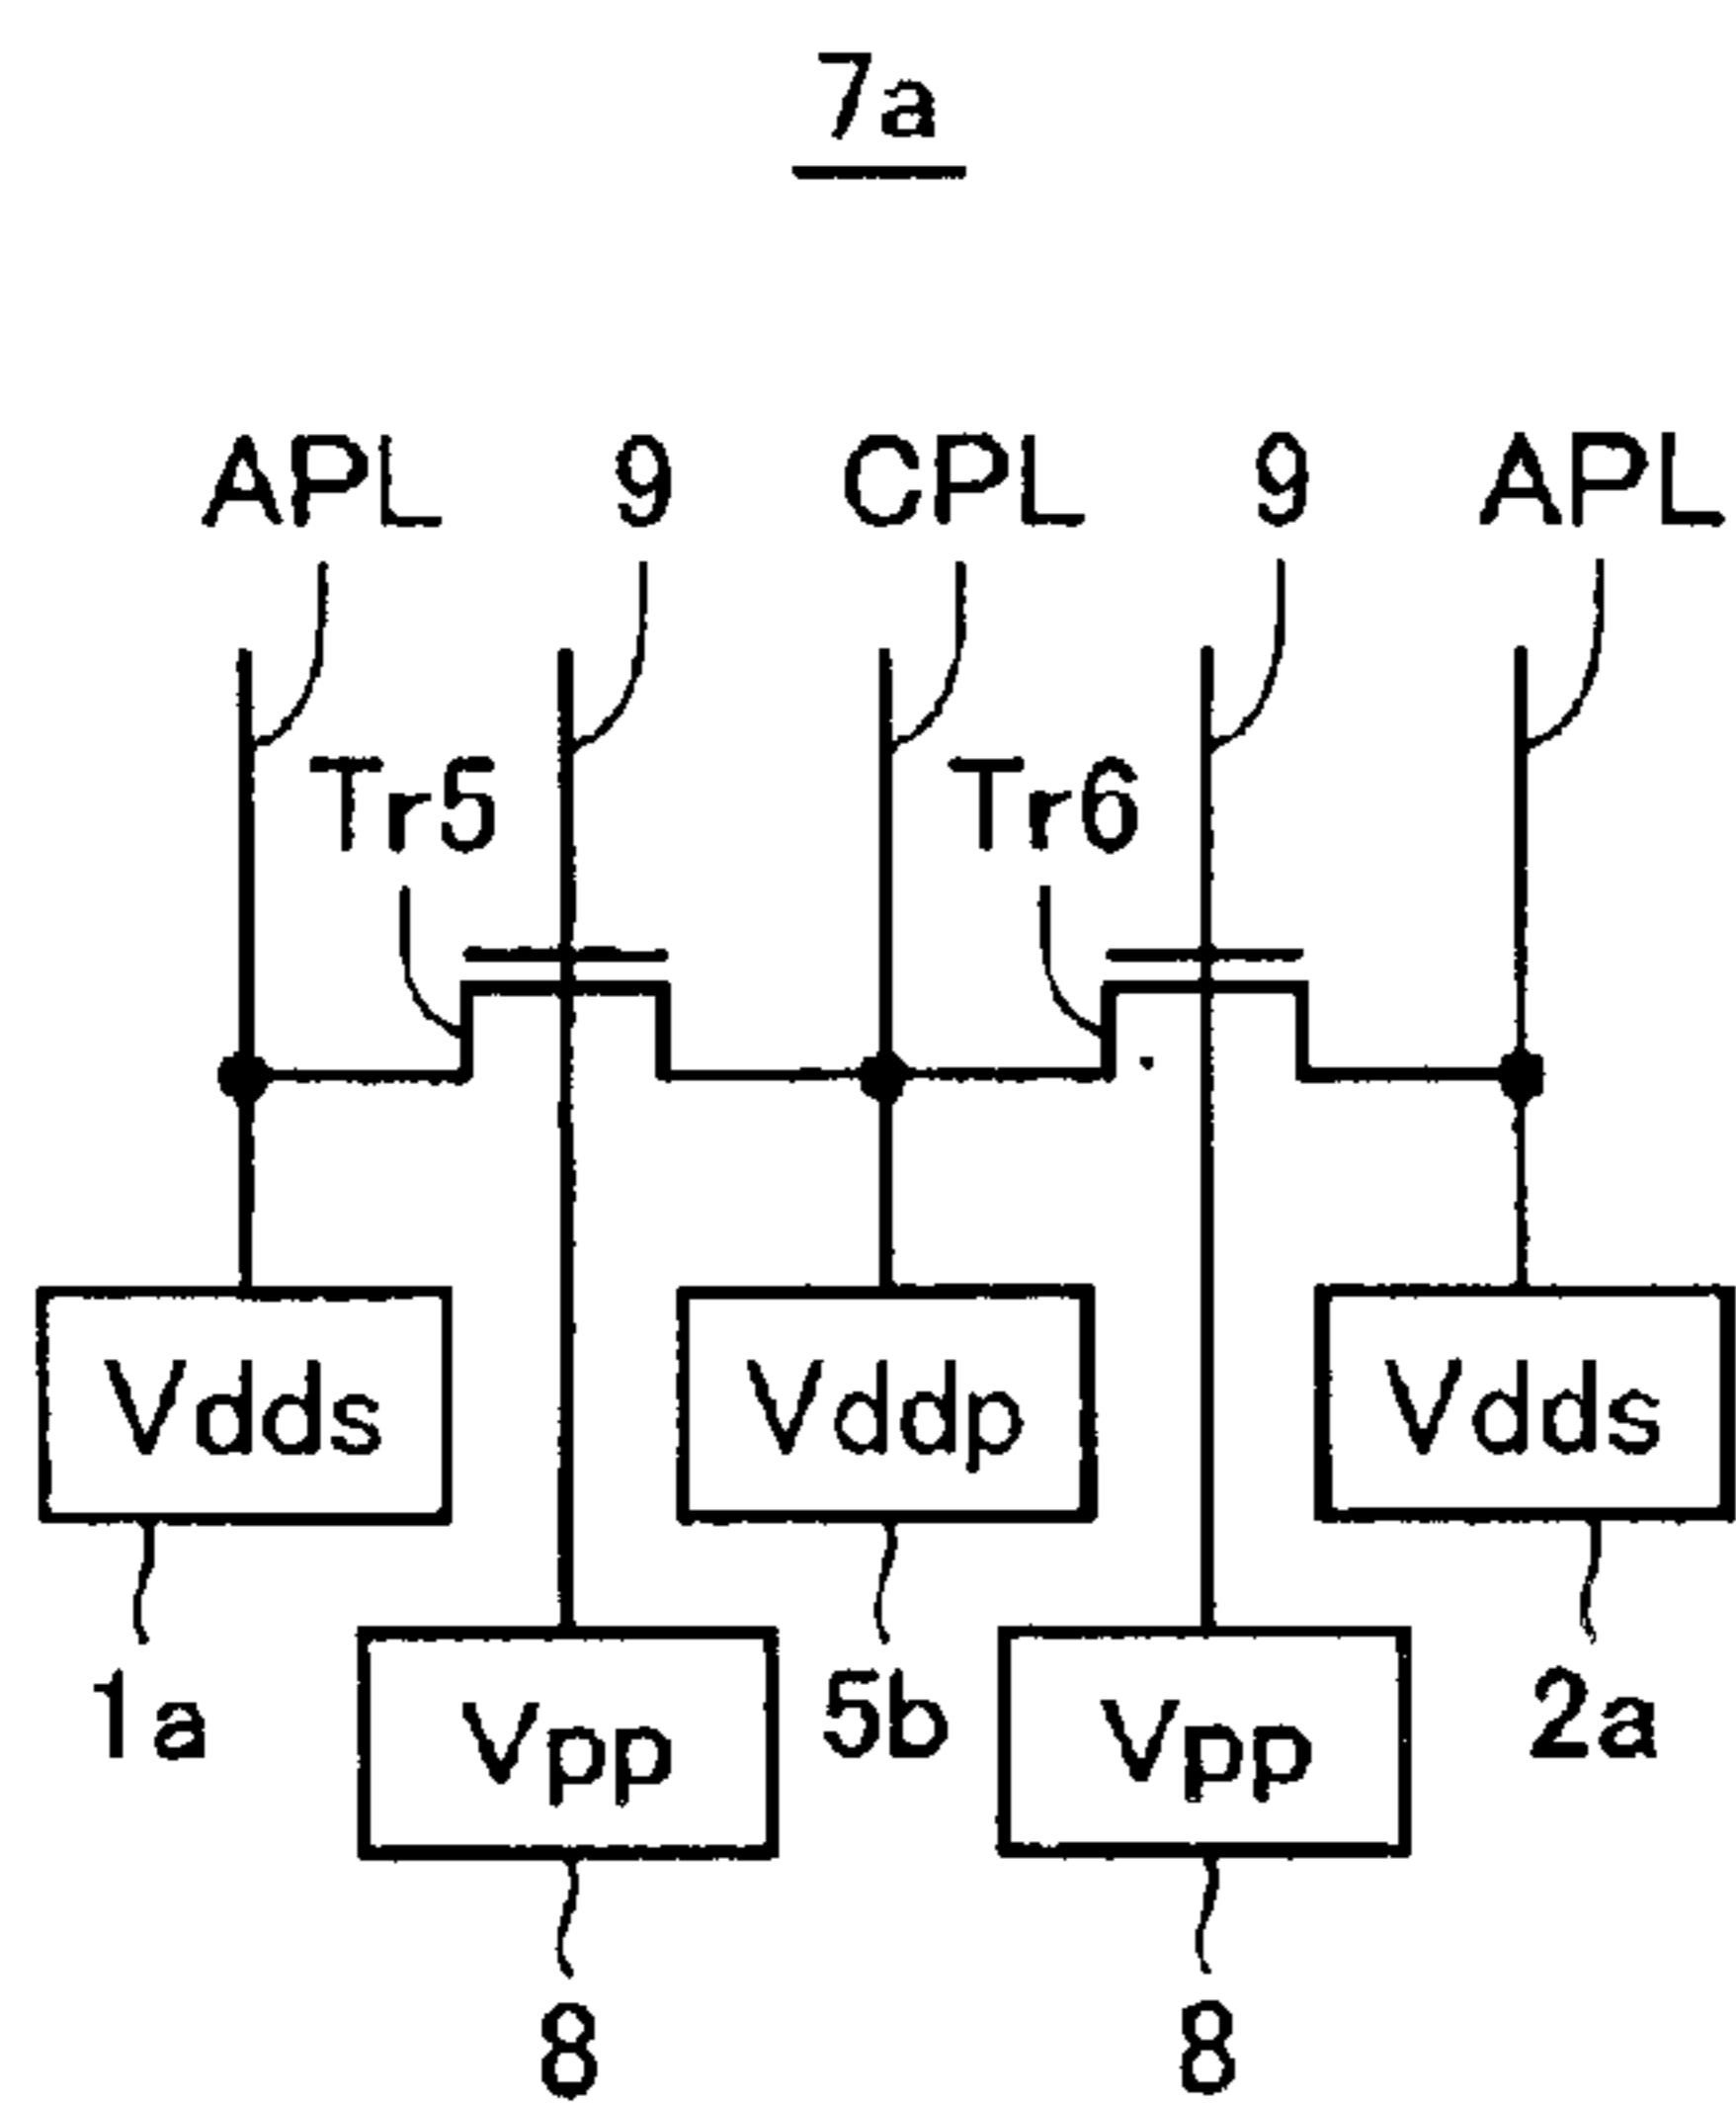 7a
APL 9 CPL 9 APL
Tr5 Tr6
Vdds Vddp Vdds
1a 5b 2a
Vpp Vpp
8 8